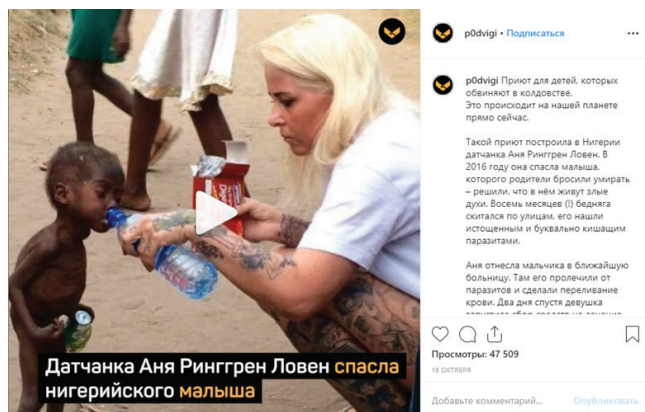 Датчанка Аня Ринггрен Ловен спасла
нигерийского малыша
p0dvigi • Подписаться
p0dvigi Приют для детей, которых
обвиняют в колдовстве.
Это происходит на нашей планете
прямо сейчас.
Такой приют построила в Нигерии
датчанка Аня Ринггрен Ловен. В
2016 году она спасла малыша,
которого родители бросили умирать
– решили, что в нём живут злые
духи. Восемь месяцев (!) бедняга
скитался по улицам, его нашли
истощенным и буквально кишащим
паразитами.
Аня отнесла мальчика в ближайшую
больницу. Там его пролечили от
паразитов и сделали переливание
крови. Два дня спустя девушка
Просмотры: 47 509
18 ОКТЯБРЯ
Добавьте комментарий...
Опубликовать